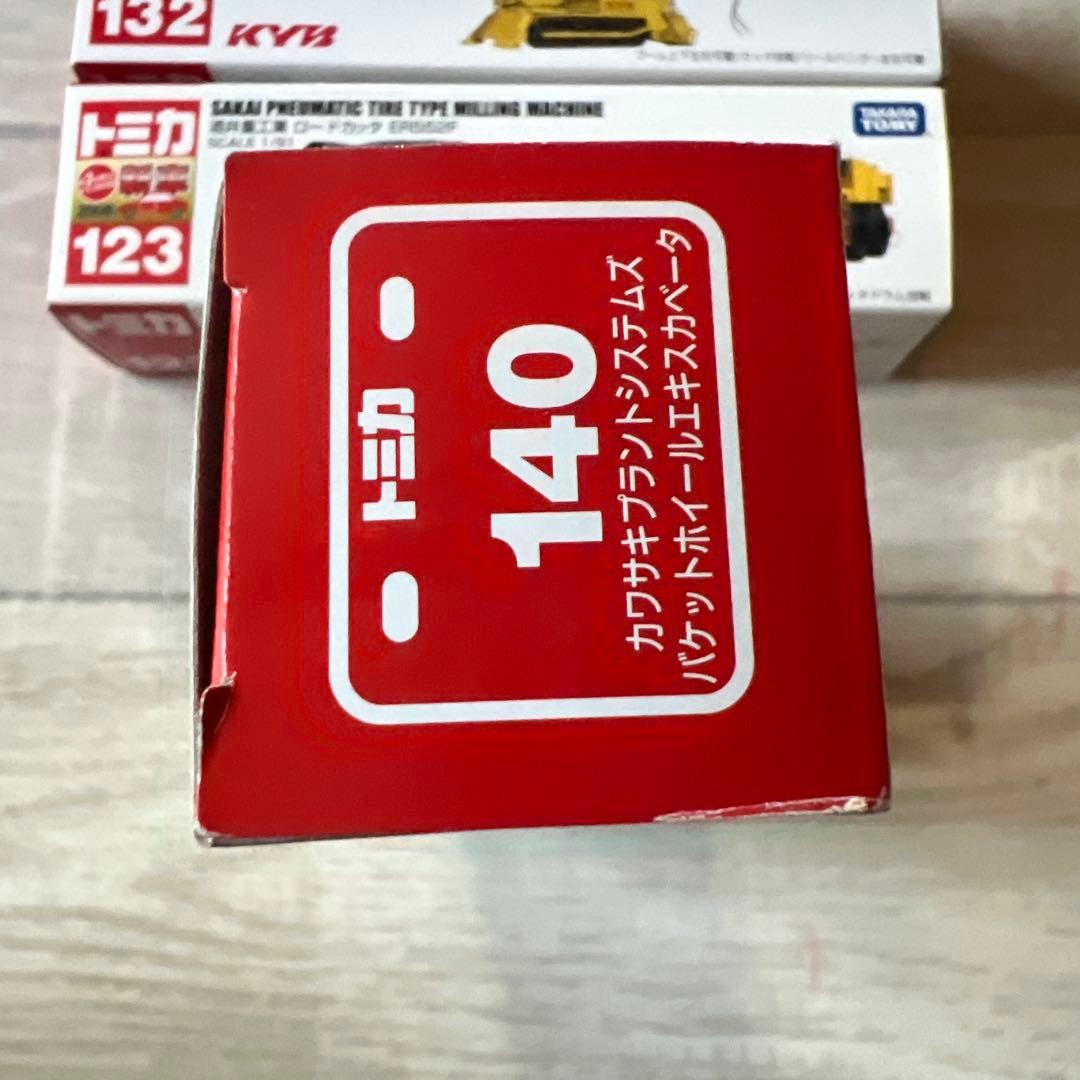 132
KYB
トミカ
SAKAI PNEUMATIC TIRE TYPE MILLING MACHINE
酒井重工業 ロードカッタ ER552F
SCALE 1/91
TAKARA
TOMY
123
トミカ
トミカ
140
カワサキプラントシステムズ
バケットホイールエキスカベータ